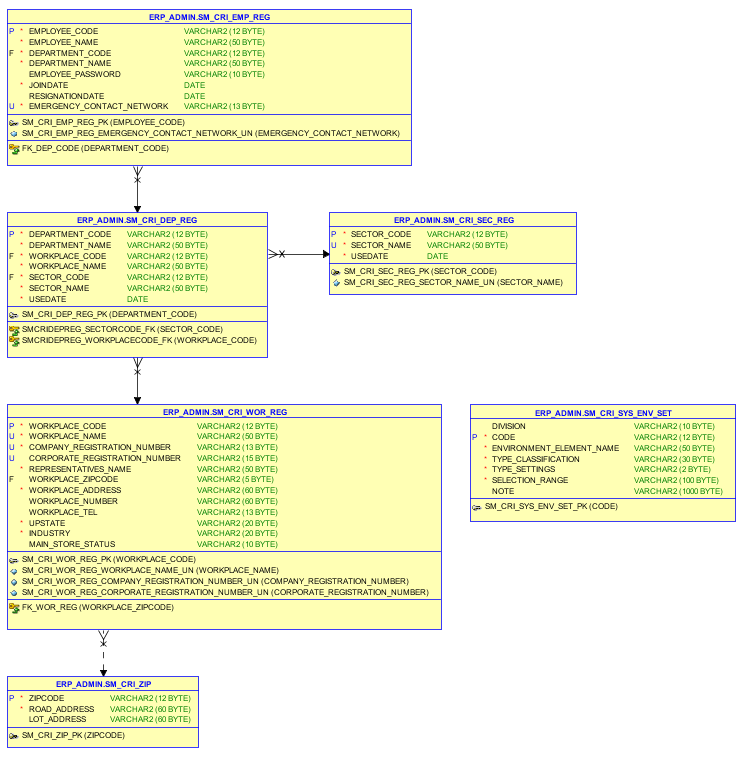 ERP_ADMIN.SM_CRI_EMP_REG
P * EMPLOYEE_CODE VARCHAR2 (12 BYTE)
* EMPLOYEE_NAME VARCHAR2 (50 BYTE)
F * DEPARTMENT_CODE VARCHAR2 (12 BYTE)
* DEPARTMENT_NAME VARCHAR2 (50 BYTE)
EMPLOYEE_PASSWORD VARCHAR2 (10 BYTE)
* JOINDATE DATE
RESIGNATIONDATE DATE
U * EMERGENCY_CONTACT_NETWORK VARCHAR2 (13 BYTE)
SM_CRI_EMP_REG_PK (EMPLOYEE_CODE)
SM_CRI_EMP_REG_EMERGENCY_CONTACT_NETWORK_UN (EMERGENCY_CONTACT_NETWORK)
FK_DEP_CODE (DEPARTMENT_CODE)
ERP_ADMIN.SM_CRI_DEP_REG
P * DEPARTMENT_CODE VARCHAR2 (12 BYTE)
* DEPARTMENT_NAME VARCHAR2 (50 BYTE)
F * WORKPLACE_CODE VARCHAR2 (12 BYTE)
* WORKPLACE_NAME VARCHAR2 (50 BYTE)
F * SECTOR_CODE VARCHAR2 (12 BYTE)
* SECTOR_NAME VARCHAR2 (50 BYTE)
* USEDATE DATE
SM_CRI_DEP_REG_PK (DEPARTMENT_CODE)
SMCRIDEPREG_SECTORCODE_FK (SECTOR_CODE)
SMCRIDEPREG_WORKPLACECODE_FK (WORKPLACE_CODE)
ERP_ADMIN.SM_CRI_SEC_REG
P * SECTOR_CODE VARCHAR2 (12 BYTE)
U * SECTOR_NAME VARCHAR2 (50 BYTE)
* USEDATE DATE
SM_CRI_SEC_REG_PK (SECTOR_CODE)
SM_CRI_SEC_REG_SECTOR_NAME_UN (SECTOR_NAME)
ERP_ADMIN.SM_CRI_WOR_REG
P * WORKPLACE_CODE VARCHAR2 (12 BYTE)
U * WORKPLACE_NAME VARCHAR2 (50 BYTE)
U * COMPANY_REGISTRATION_NUMBER VARCHAR2 (13 BYTE)
U CORPORATE_REGISTRATION_NUMBER VARCHAR2 (15 BYTE)
* REPRESENTATIVES_NAME VARCHAR2 (50 BYTE)
F WORKPLACE_ZIPCODE VARCHAR2 (5 BYTE)
* WORKPLACE_ADDRESS VARCHAR2 (60 BYTE)
WORKPLACE_NUMBER VARCHAR2 (60 BYTE)
WORKPLACE_TEL VARCHAR2 (13 BYTE)
* UPSTATE VARCHAR2 (20 BYTE)
* INDUSTRY VARCHAR2 (20 BYTE)
MAIN_STORE_STATUS VARCHAR2 (10 BYTE)
SM_CRI_WOR_REG_PK (WORKPLACE_CODE)
SM_CRI_WOR_REG_WORKPLACE_NAME_UN (WORKPLACE_NAME)
SM_CRI_WOR_REG_COMPANY_REGISTRATION_NUMBER_UN (COMPANY_REGISTRATION_NUMBER)
SM_CRI_WOR_REG_CORPORATE_REGISTRATION_NUMBER_UN (CORPORATE_REGISTRATION_NUMBER)
FK_WOR_REG (WORKPLACE_ZIPCODE)
ERP_ADMIN.SM_CRI_SYS_ENV_SET
DIVISION VARCHAR2 (10 BYTE)
P * CODE VARCHAR2 (12 BYTE)
* ENVIRONMENT_ELEMENT_NAME VARCHAR2 (50 BYTE)
* TYPE_CLASSIFICATION VARCHAR2 (30 BYTE)
* TYPE_SETTINGS VARCHAR2 (2 BYTE)
* SELECTION_RANGE VARCHAR2 (100 BYTE)
NOTE VARCHAR2 (1000 BYTE)
SM_CRI_SYS_ENV_SET_PK (CODE)
ERP_ADMIN.SM_CRI_ZIP
P * ZIPCODE VARCHAR2 (12 BYTE)
* ROAD_ADDRESS VARCHAR2 (60 BYTE)
LOT_ADDRESS VARCHAR2 (60 BYTE)
SM_CRI_ZIP_PK (ZIPCODE)